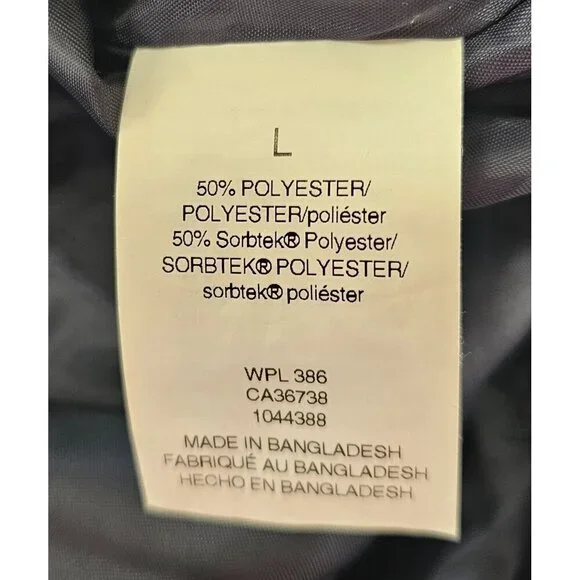 L
50% POLYESTER/
POLYESTER/poliéster
50% Sorbtek® Polyester/
SORBTEK® POLYESTER/
sorbtek® poliéster
WPL 386
CA36738
1044388
MADE IN BANGLADESH
FABRIQUÉ AU BANGLADESH
HECHO EN BANGLADESH